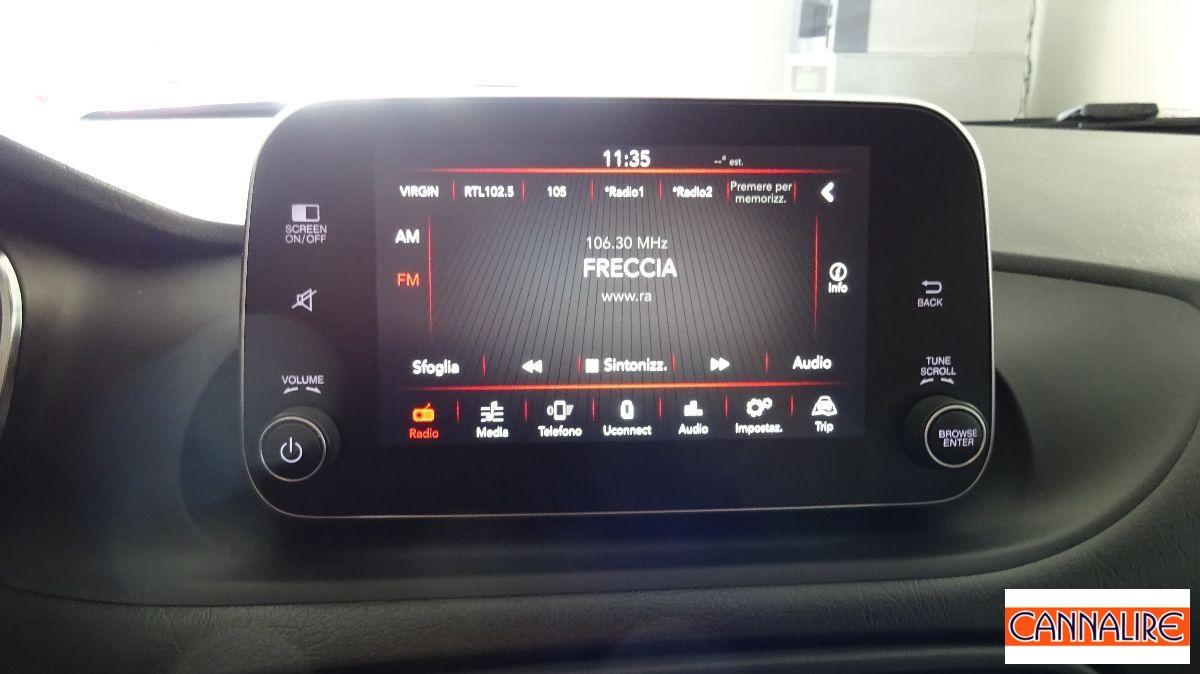 11:35
--° est.
VIRGIN
RTL102.5
105
*Radio1
*Radio2
Premere per
memorizz.
SCREEN
ON/OFF
AM
FM
106.30 MHz
FRECCIA
www.ra
Info
BACK
Sfoglia
Sintonizz.
Audio
VOLUME
TUNE
SCROLL
Radio
Media
Telefono
Uconnect
Audio
Impostaz.
Trip
BROWSE
ENTER
CANNALIRE